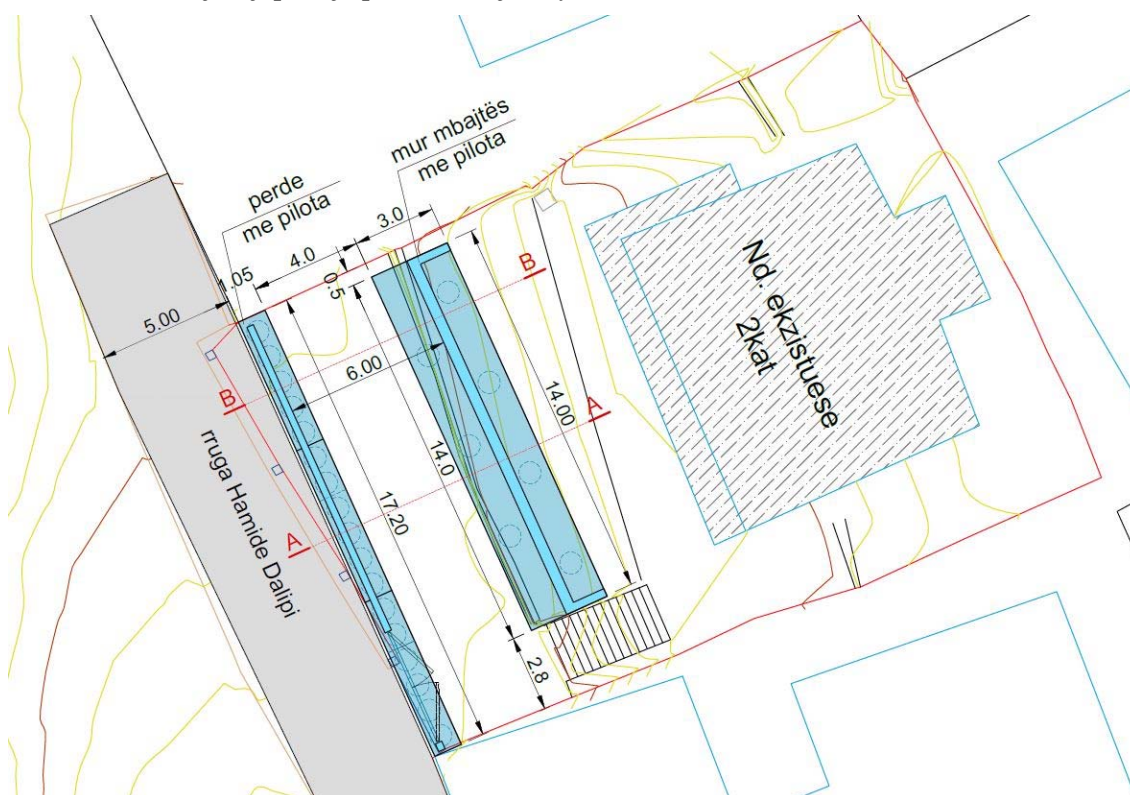 mur mbajtës
me pilota
perde
me pilota
3.0
4.0
.05
0.5
5.00
B
6.00
Nd. ekzistuese
2kat
B
A
14.00
14.0
17.20
rruga Hamide Dalipi
A
2.8